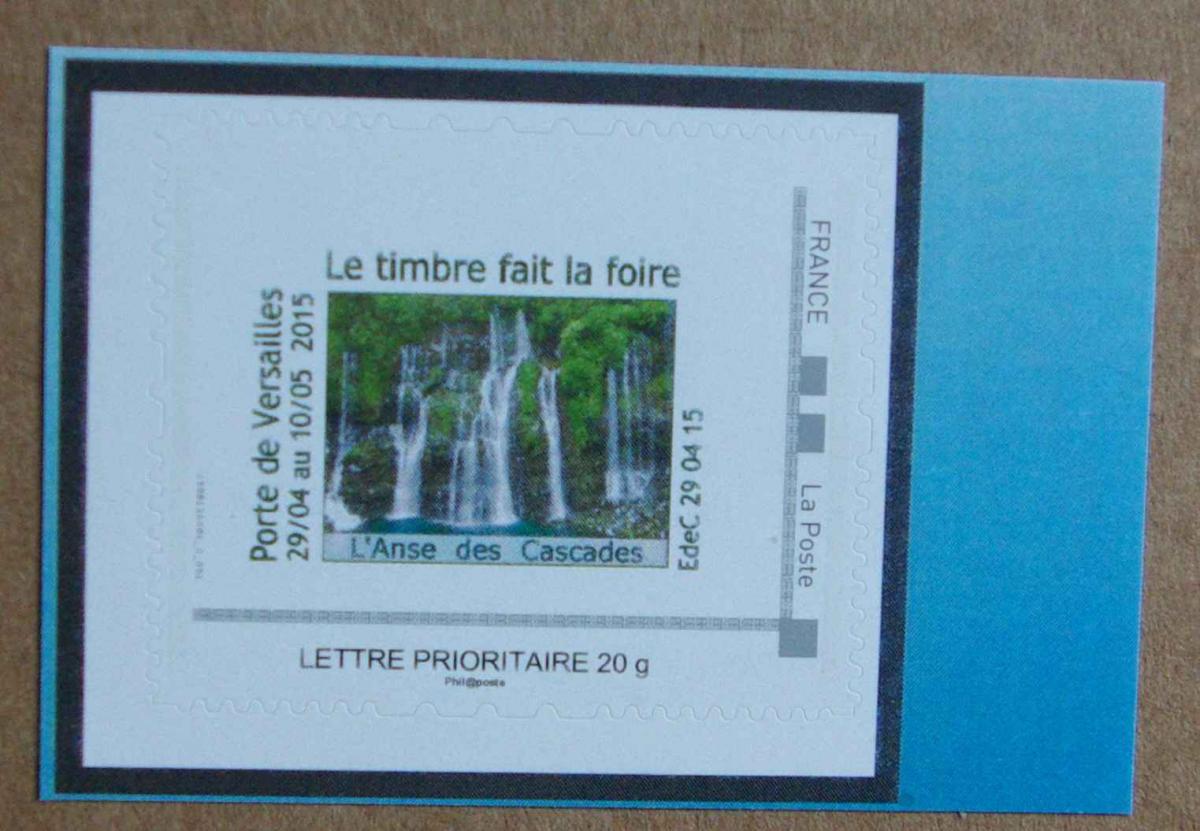 Le timbre fait la foire
Porte de Versailles
29/04 au 10/05 2015
L'Anse des Cascades
EdeC 29 04 15
FRANCE
La Poste
LETTRE PRIORITAIRE 20 g
Phil@poste